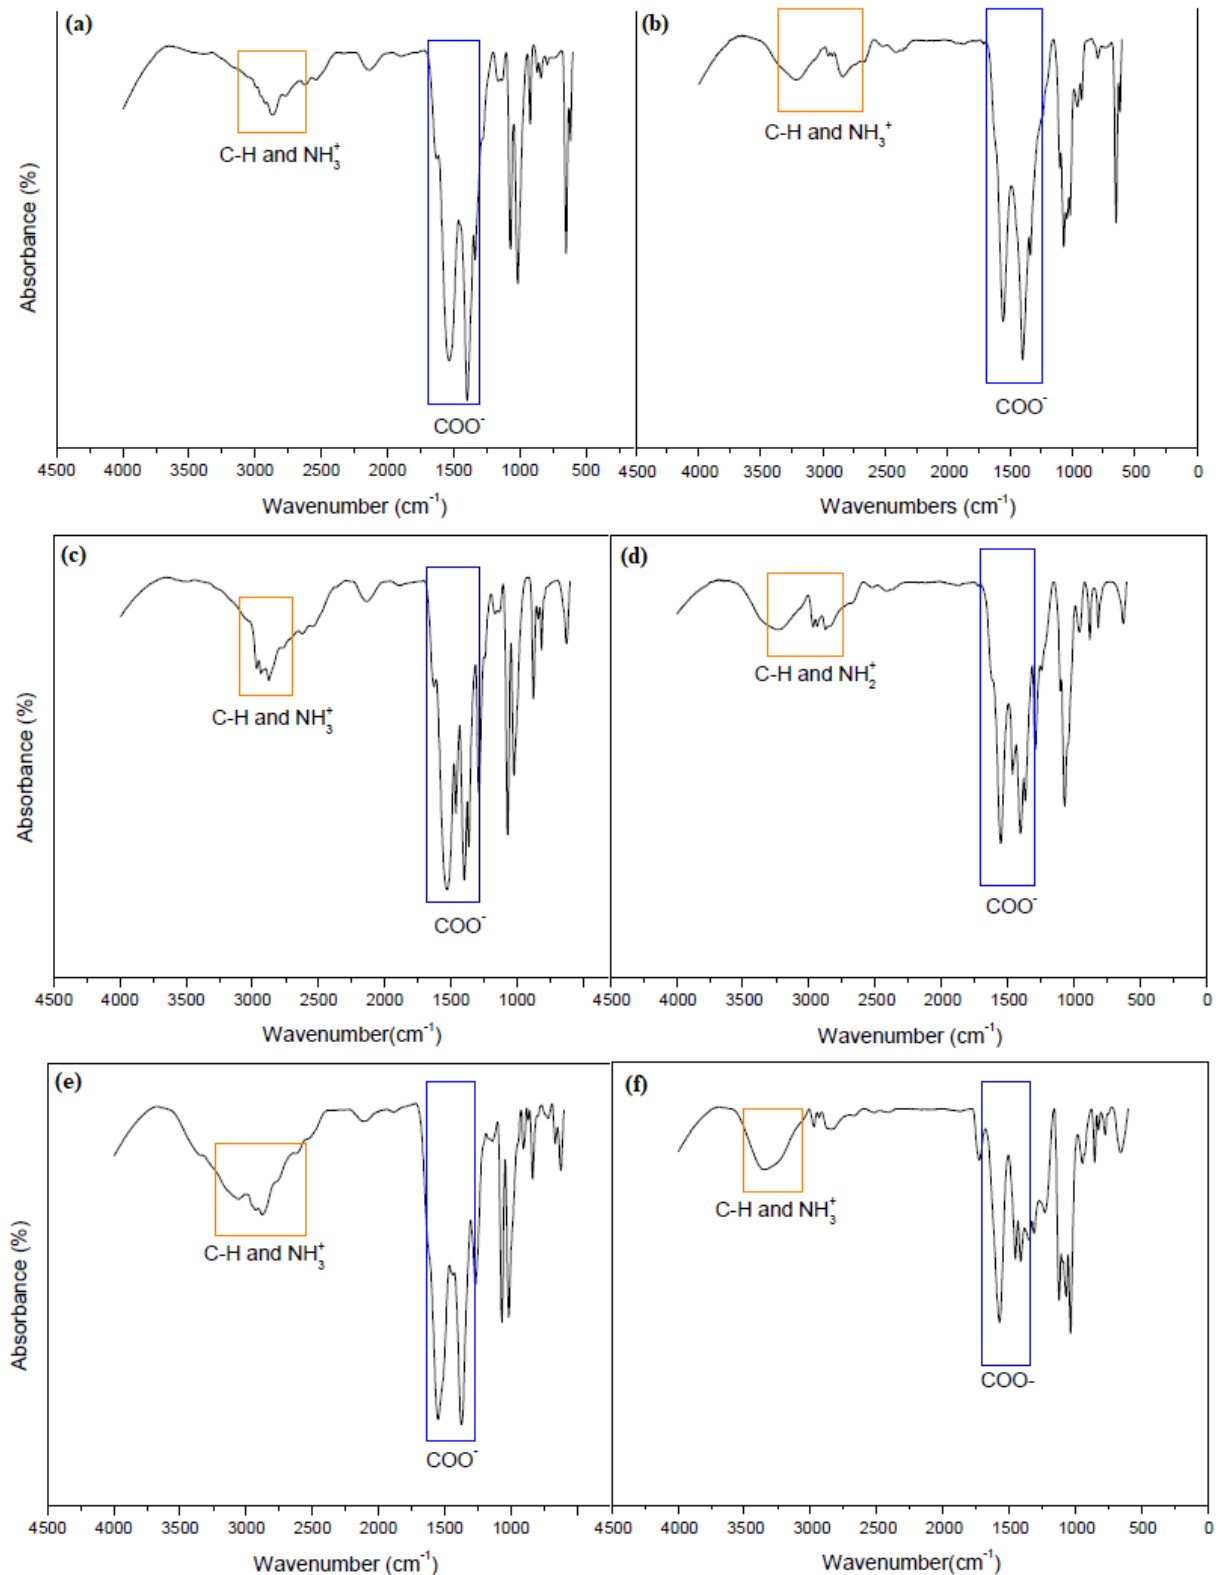 (a)
(b)
C-H and NH₃⁺
C-H and NH₃⁺
Absorbance (%)
COO⁻
COO⁻
4500 4000 3500 3000 2500 2000 1500 1000 500
4500 4000 3500 3000 2500 2000 1500 1000 500 0
Wavenumber (cm⁻¹)
Wavenumbers (cm⁻¹)
(c)
(d)
C-H and NH₃⁺
C-H and NH₂⁺
Absorbance (%)
COO⁻
COO⁻
4500 4000 3500 3000 2500 2000 1500 1000
4500 4000 3500 3000 2500 2000 1500 1000 500 0
Wavenumber(cm⁻¹)
Wavenumber (cm⁻¹)
(e)
(f)
C-H and NH₃⁺
C-H and NH₃⁺
Absorbance (%)
COO⁻
COO-
4500 4000 3500 3000 2500 2000 1500 1000
4500 4000 3500 3000 2500 2000 1500 1000 500 0
Wavenumber (cm⁻¹)
Wavenumber(cm⁻¹)